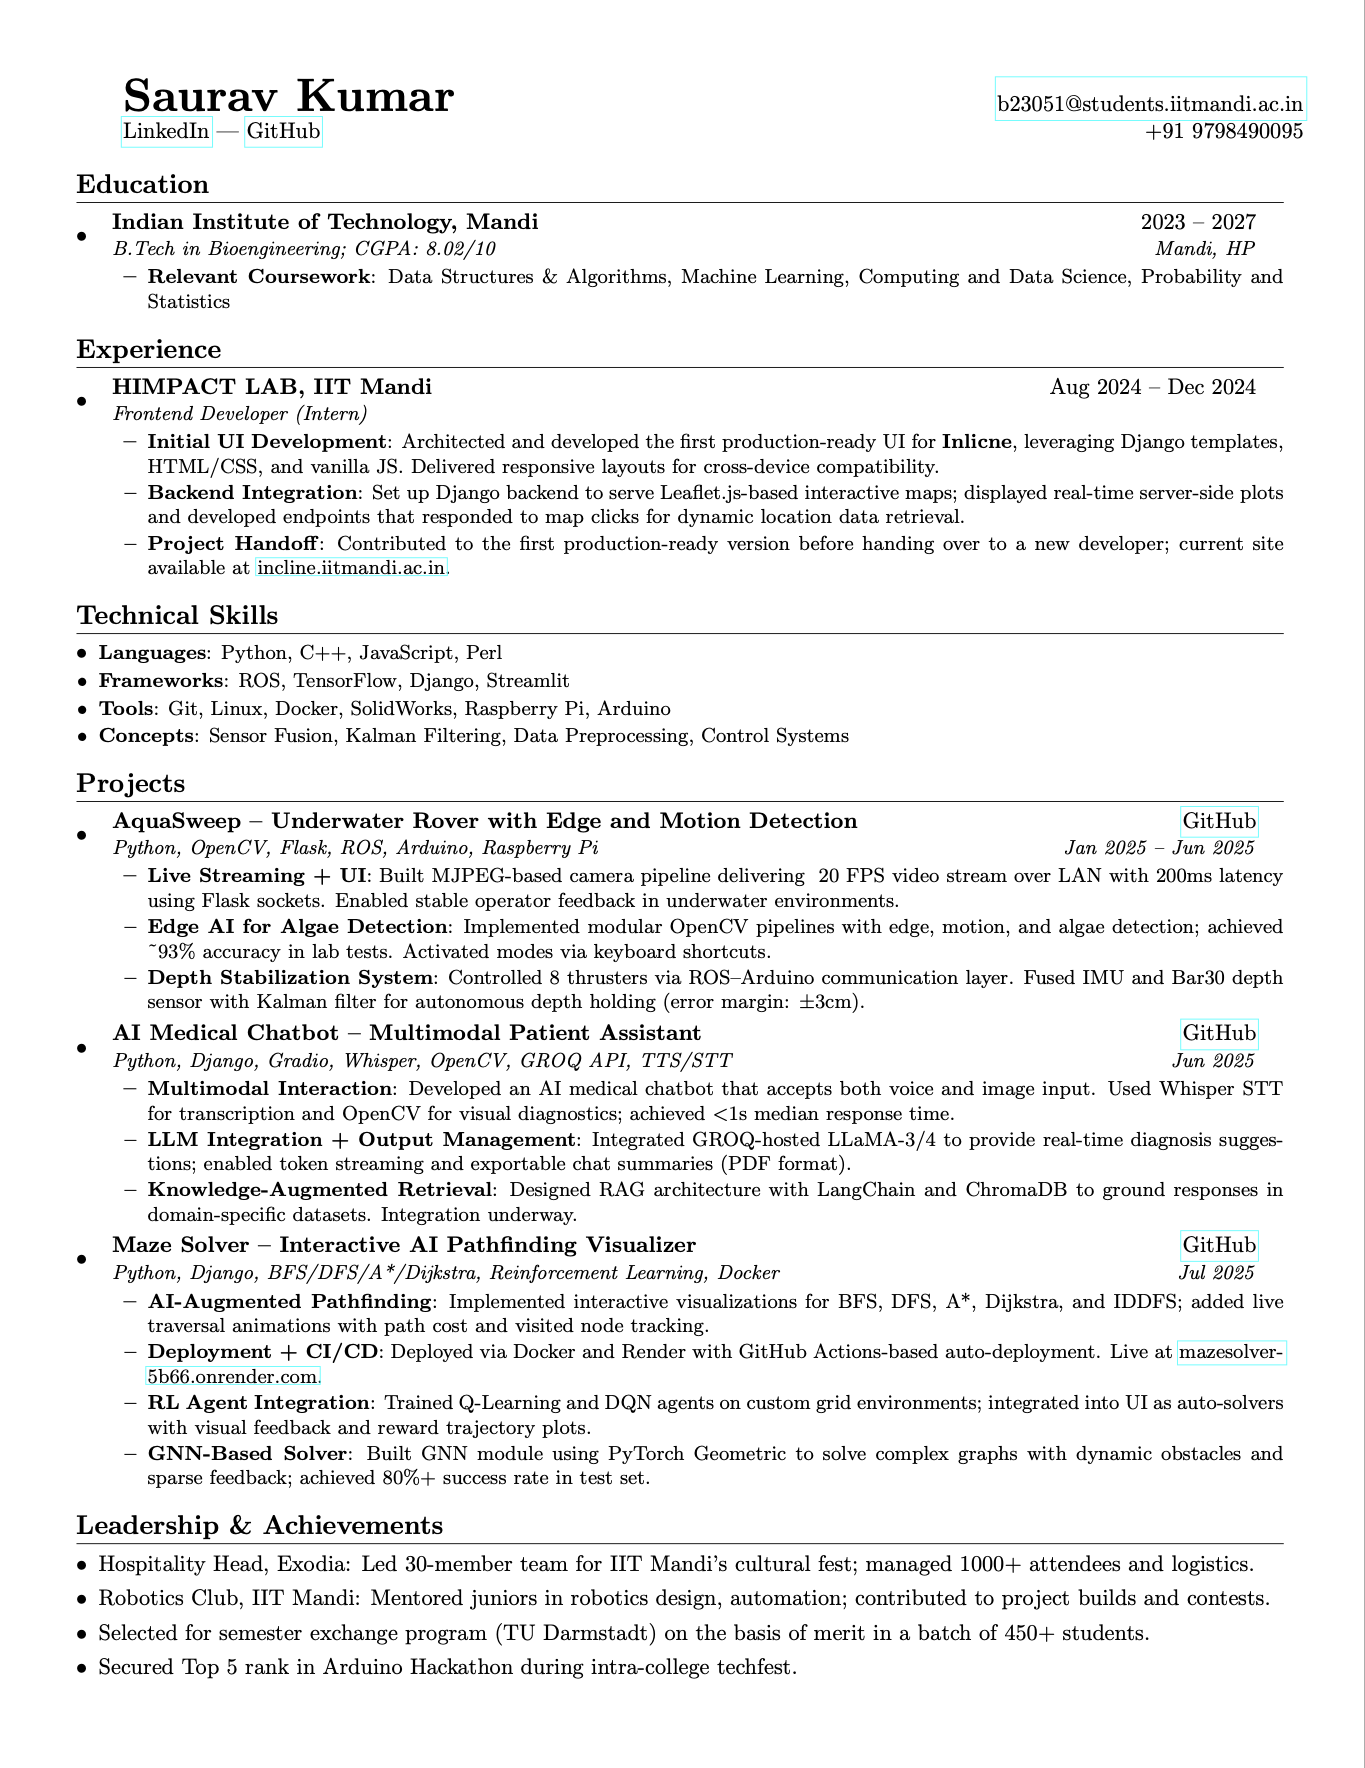 Saurav Kumar
b23051@students.iitmandi.ac.in
LinkedIn — GitHub
+91 9798490095
Education
• Indian Institute of Technology, Mandi 2023 – 2027
B.Tech in Bioengineering; CGPA: 8.02/10 Mandi, HP
– Relevant Coursework: Data Structures & Algorithms, Machine Learning, Computing and Data Science, Probability and
Statistics
Experience
• HIMPACT LAB, IIT Mandi Aug 2024 – Dec 2024
Frontend Developer (Intern)
– Initial UI Development: Architected and developed the first production-ready UI for Inlicne, leveraging Django templates,
HTML/CSS, and vanilla JS. Delivered responsive layouts for cross-device compatibility.
– Backend Integration: Set up Django backend to serve Leaflet.js-based interactive maps; displayed real-time server-side plots
and developed endpoints that responded to map clicks for dynamic location data retrieval.
– Project Handoff: Contributed to the first production-ready version before handing over to a new developer; current site
available at incline.iitmandi.ac.in.
Technical Skills
• Languages: Python, C++, JavaScript, Perl
• Frameworks: ROS, TensorFlow, Django, Streamlit
• Tools: Git, Linux, Docker, SolidWorks, Raspberry Pi, Arduino
• Concepts: Sensor Fusion, Kalman Filtering, Data Preprocessing, Control Systems
Projects
• AquaSweep – Underwater Rover with Edge and Motion Detection GitHub
Python, OpenCV, Flask, ROS, Arduino, Raspberry Pi Jan 2025 – Jun 2025
– Live Streaming + UI: Built MJPEG-based camera pipeline delivering 20 FPS video stream over LAN with 200ms latency
using Flask sockets. Enabled stable operator feedback in underwater environments.
– Edge AI for Algae Detection: Implemented modular OpenCV pipelines with edge, motion, and algae detection; achieved
~93% accuracy in lab tests. Activated modes via keyboard shortcuts.
– Depth Stabilization System: Controlled 8 thrusters via ROS–Arduino communication layer. Fused IMU and Bar30 depth
sensor with Kalman filter for autonomous depth holding (error margin: ±3cm).
• AI Medical Chatbot – Multimodal Patient Assistant GitHub
Python, Django, Gradio, Whisper, OpenCV, GROQ API, TTS/STT Jun 2025
– Multimodal Interaction: Developed an AI medical chatbot that accepts both voice and image input. Used Whisper STT
for transcription and OpenCV for visual diagnostics; achieved <1s median response time.
– LLM Integration + Output Management: Integrated GROQ-hosted LLaMA-3/4 to provide real-time diagnosis sugges-
tions; enabled token streaming and exportable chat summaries (PDF format).
– Knowledge-Augmented Retrieval: Designed RAG architecture with LangChain and ChromaDB to ground responses in
domain-specific datasets. Integration underway.
• Maze Solver – Interactive AI Pathfinding Visualizer GitHub
Python, Django, BFS/DFS/A*/Dijkstra, Reinforcement Learning, Docker Jul 2025
– AI-Augmented Pathfinding: Implemented interactive visualizations for BFS, DFS, A*, Dijkstra, and IDDFS; added live
traversal animations with path cost and visited node tracking.
– Deployment + CI/CD: Deployed via Docker and Render with GitHub Actions-based auto-deployment. Live at mazesolver-
5b66.onrender.com.
– RL Agent Integration: Trained Q-Learning and DQN agents on custom grid environments; integrated into UI as auto-solvers
with visual feedback and reward trajectory plots.
– GNN-Based Solver: Built GNN module using PyTorch Geometric to solve complex graphs with dynamic obstacles and
sparse feedback; achieved 80%+ success rate in test set.
Leadership & Achievements
• Hospitality Head, Exodia: Led 30-member team for IIT Mandi's cultural fest; managed 1000+ attendees and logistics.
• Robotics Club, IIT Mandi: Mentored juniors in robotics design, automation; contributed to project builds and contests.
• Selected for semester exchange program (TU Darmstadt) on the basis of merit in a batch of 450+ students.
• Secured Top 5 rank in Arduino Hackathon during intra-college techfest.